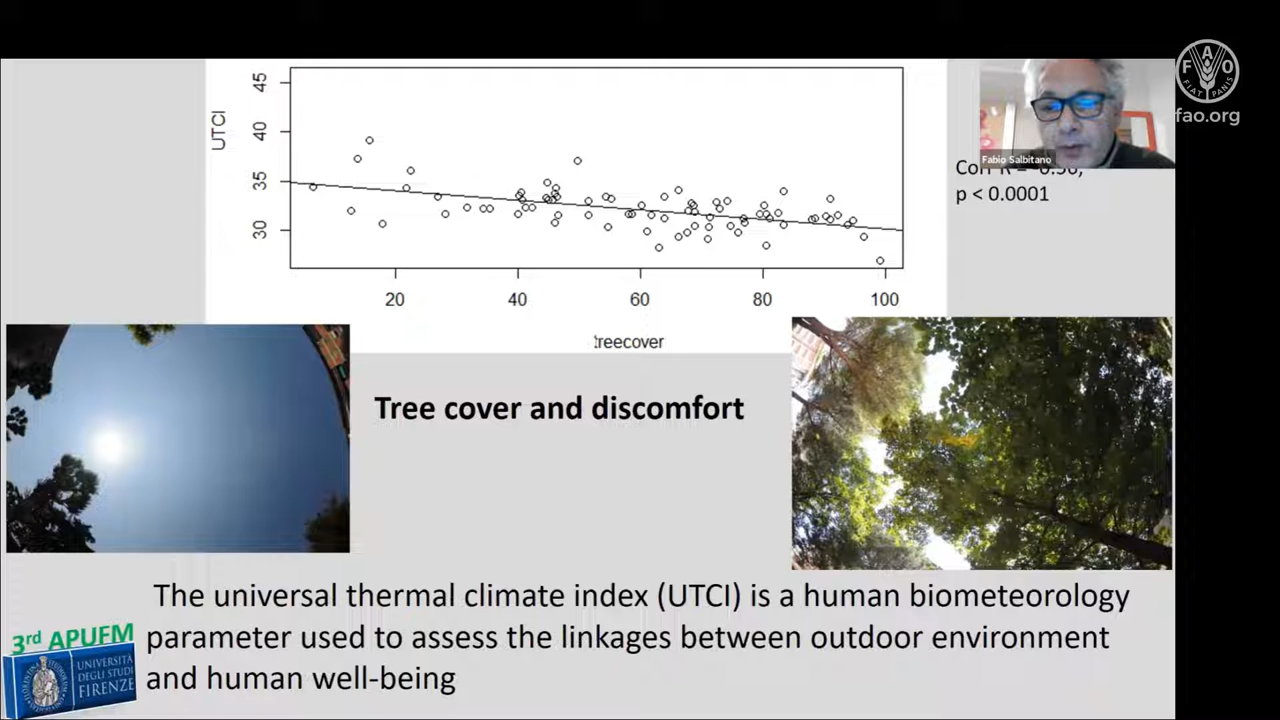 45
40
35
30
UTCI
20 40 60 80 100
treecover
Fabio Salbitano
p < 0.0001
F A O
FIAT PANIS
fao.org
Tree cover and discomfort
The universal thermal climate index (UTCI) is a human biometeorology
parameter used to assess the linkages between outdoor environment
and human well-being
3rd APUFM
UNIVERSITÀ
DEGLI STUDI
FIRENZE